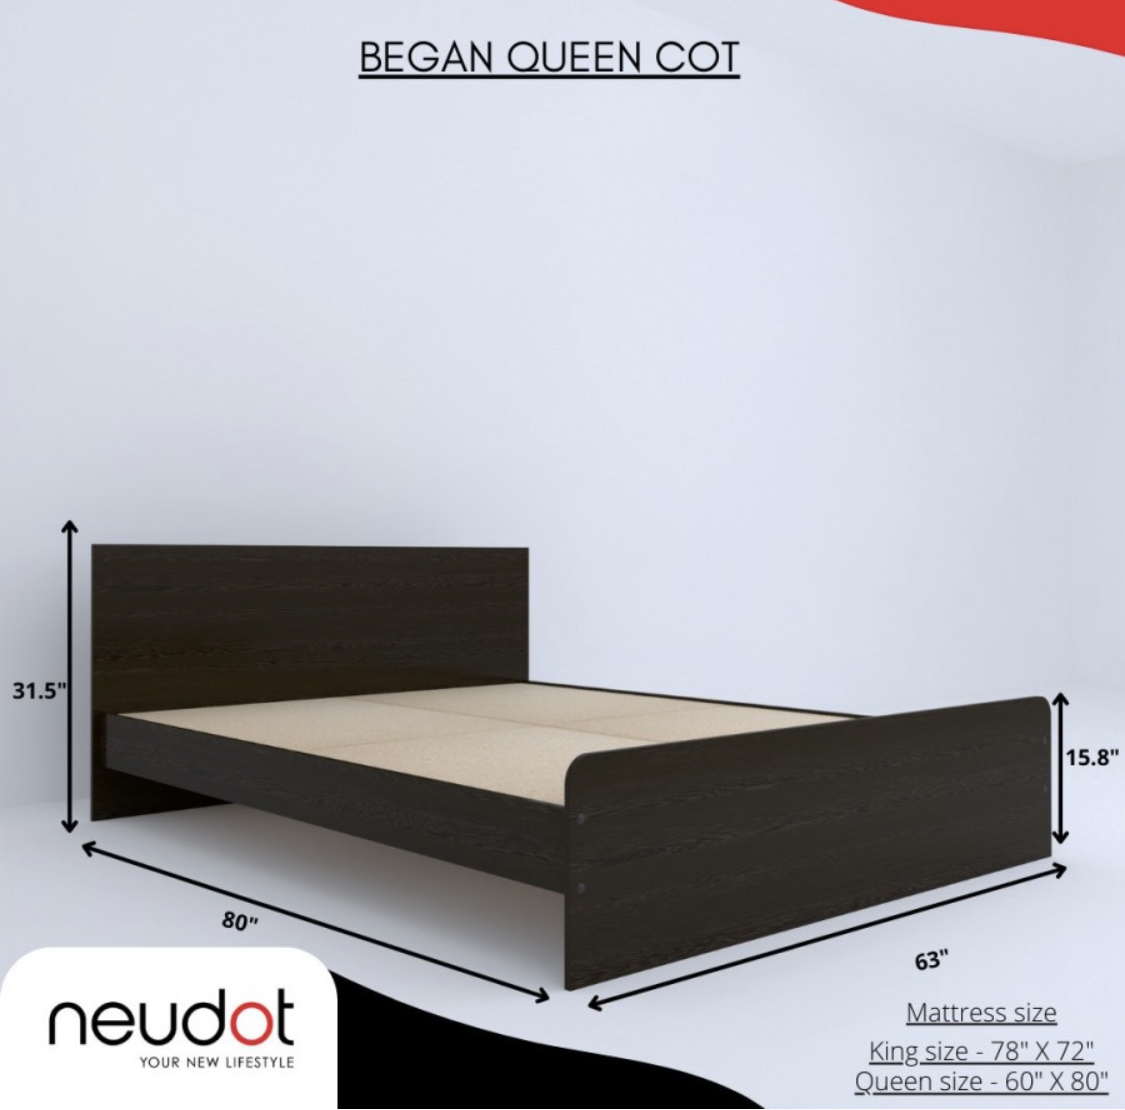 BEGAN QUEEN COT
31.5"
15.8"
80"
63"
neudot
YOUR NEW LIFESTYLE
Mattress size
King size - 78" X 72"
Queen size - 60" X 80"